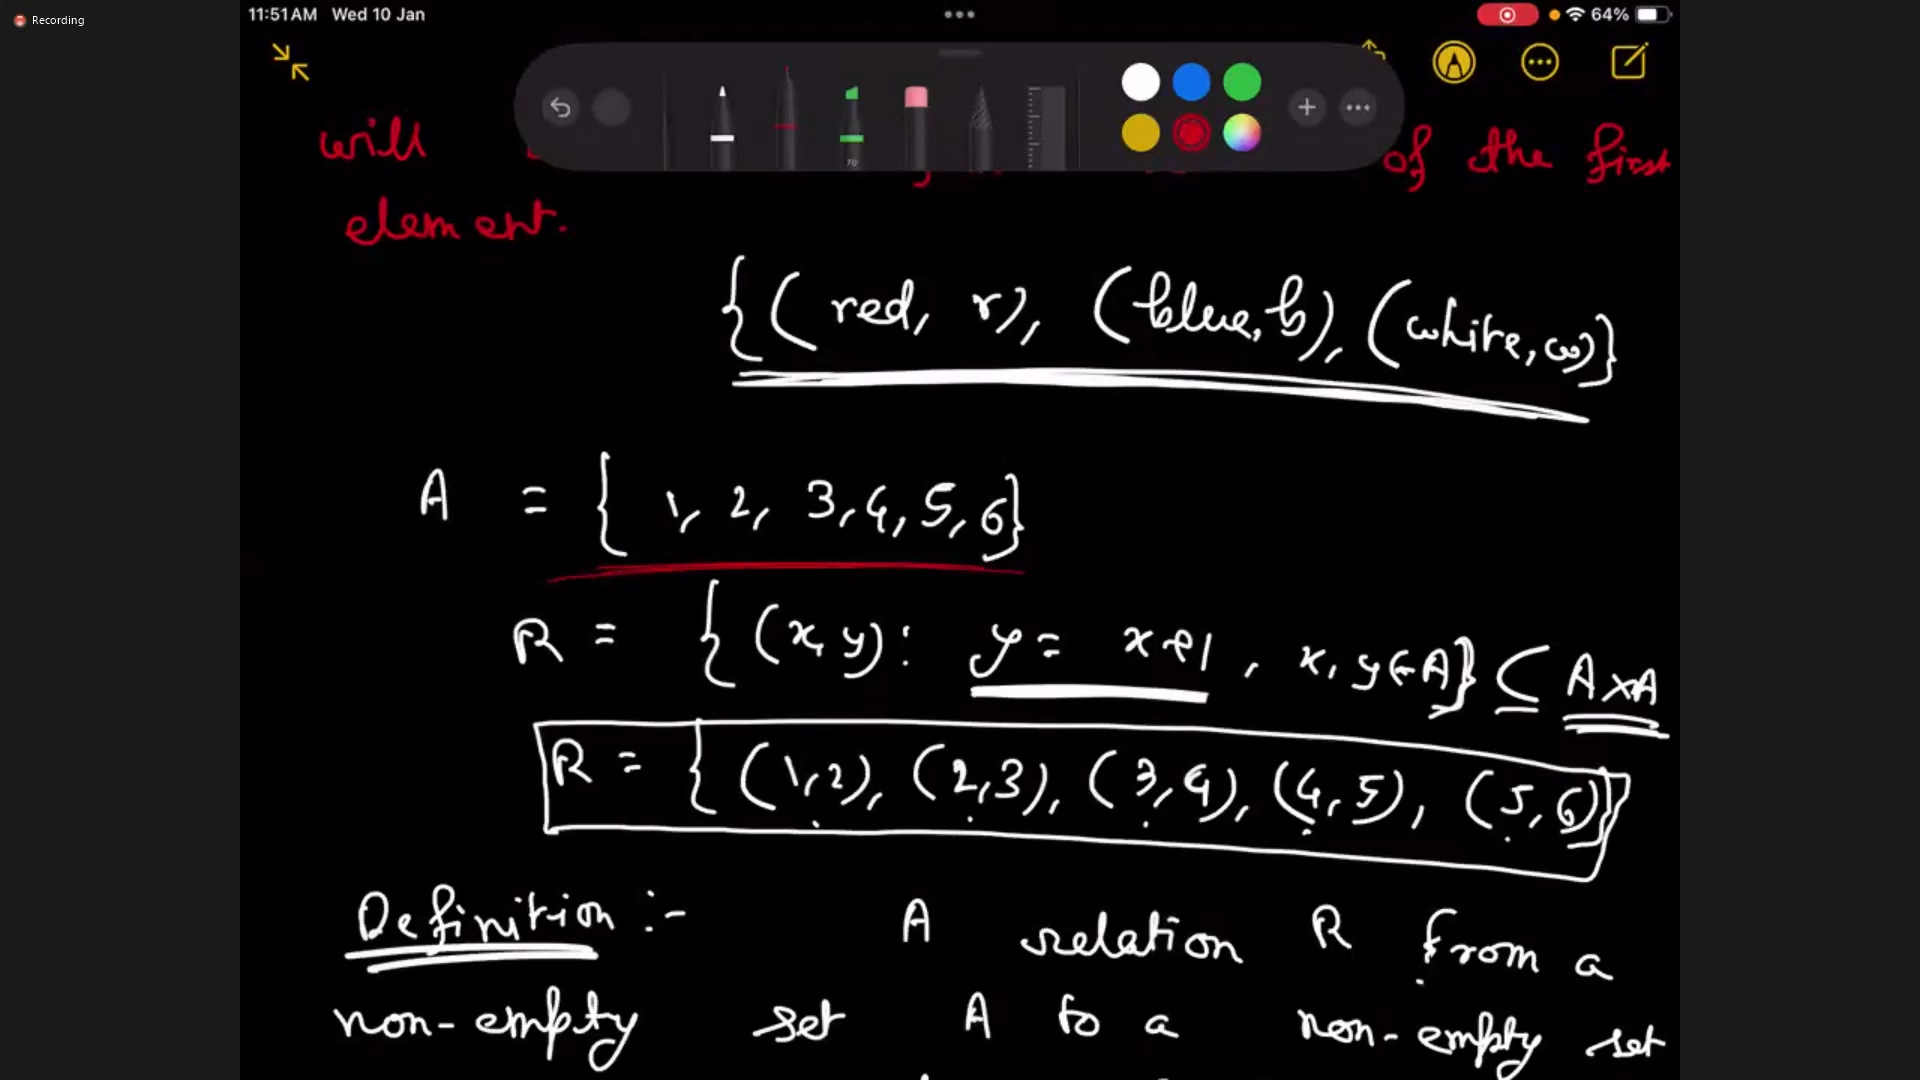 Recording
11:51 AM Wed 10 Jan
64%
70
will of the first
element.
{(red, r), (blue, b), (white, w)}
A = {1, 2, 3, 4, 5, 6}
R = {(x, y) : y = x+1, x, y ∈ A} ⊆ A×A
R = {(1,2), (2,3), (3,4), (4,5), (5,6)}
Definition :- A relation R from a
non-empty set A to a non-empty set